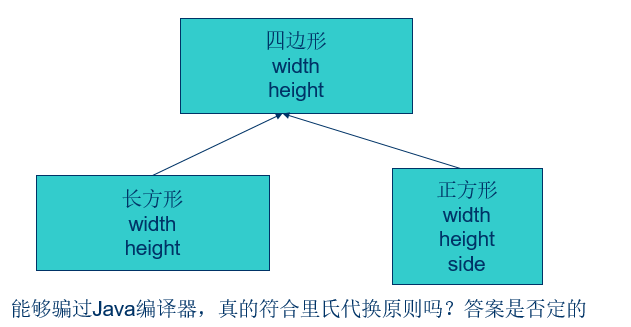 四边形
width
height
长方形
width
height
正方形
width
height
side
能够骗过Java编译器，真的符合里氏代换原则吗？答案是否定的